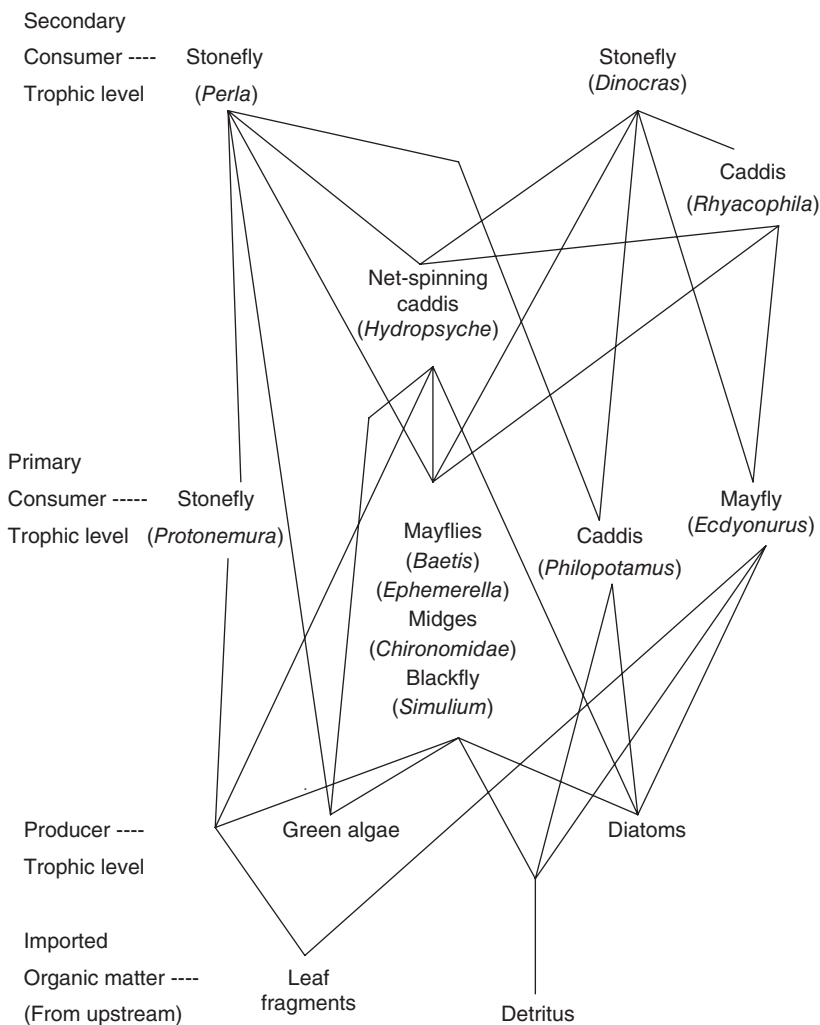 Secondary
Consumer ---- Stonefly Stonefly
Trophic level (Perla) (Dinocras)
Caddis
(Rhyacophila)
Net-spinning
caddis
(Hydropsyche)
Primary
Consumer ----- Stonefly Mayfly
Trophic level (Protonemura) (Ecdyonurus)
Mayflies Caddis
(Baetis) (Philopotamus)
(Ephemerella)
Midges
(Chironomidae)
Blackfly
(Simulium)
Producer ---- Green algae Diatoms
Trophic level
Imported
Organic matter ---- Leaf
fragments
(From upstream) Detritus